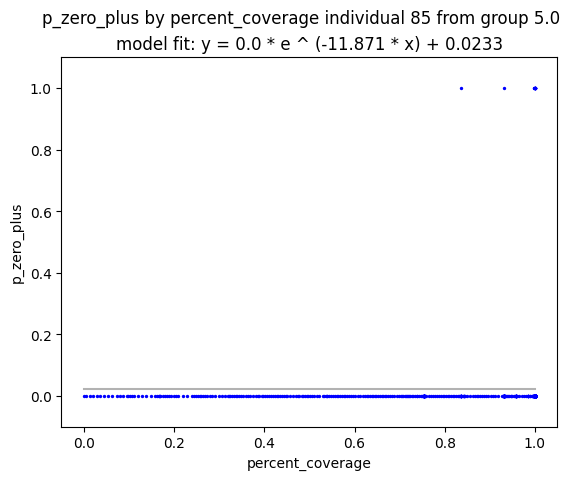 p_zero_plus by percent_coverage individual 85 from group 5.0
model fit: y = 0.0 * e ^ (-11.871 * x) + 0.0233
1.0
0.8
0.6
0.4
0.2
0.0
p_zero_plus
0.0 0.2 0.4 0.6 0.8 1.0
percent_coverage